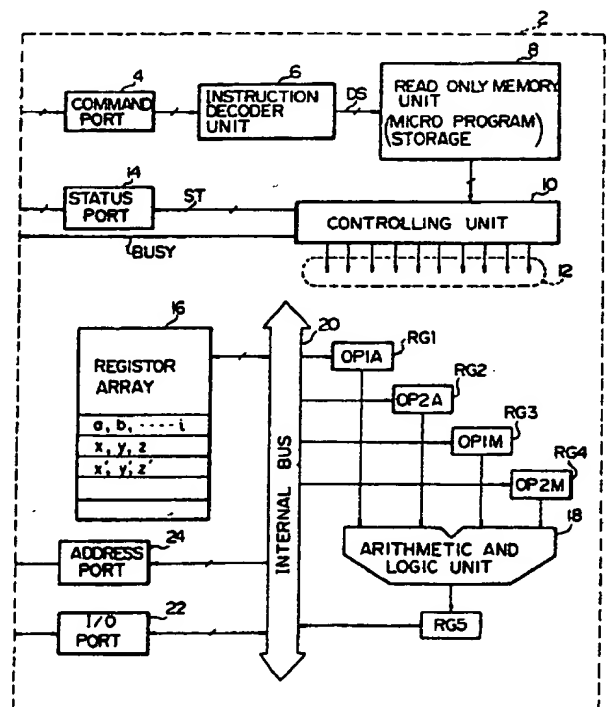 2
4
COMMAND
PORT
6
INSTRUCTION
DECODER
UNIT
DS
8
READ ONLY MEMORY
UNIT
(MICRO PROGRAM)
STORAGE
14
STATUS
PORT
ST
10
CONTROLLING UNIT
BUSY
12
16
REGISTOR
ARRAY
a, b, ····· i
x, y, z
x', y', z'
20
INTERNAL BUS
OP1A
RG1
OP2A
RG2
OP1M
RG3
OP2M
RG4
18
ARITHMETIC AND
LOGIC UNIT
24
ADDRESS
PORT
22
I/O
PORT
RG5